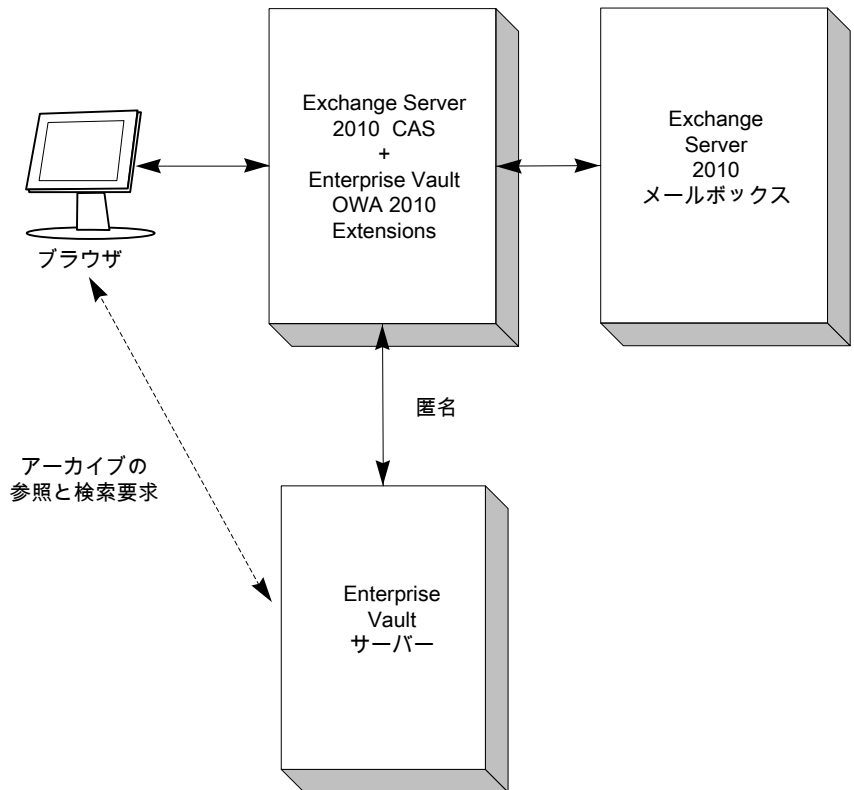 Exchange Server
2010 CAS
+
Enterprise Vault
OWA 2010
Extensions
Exchange
Server
2010
メールボックス
ブラウザ
匿名
アーカイブの
参照と検索要求
Enterprise
Vault
サーバー